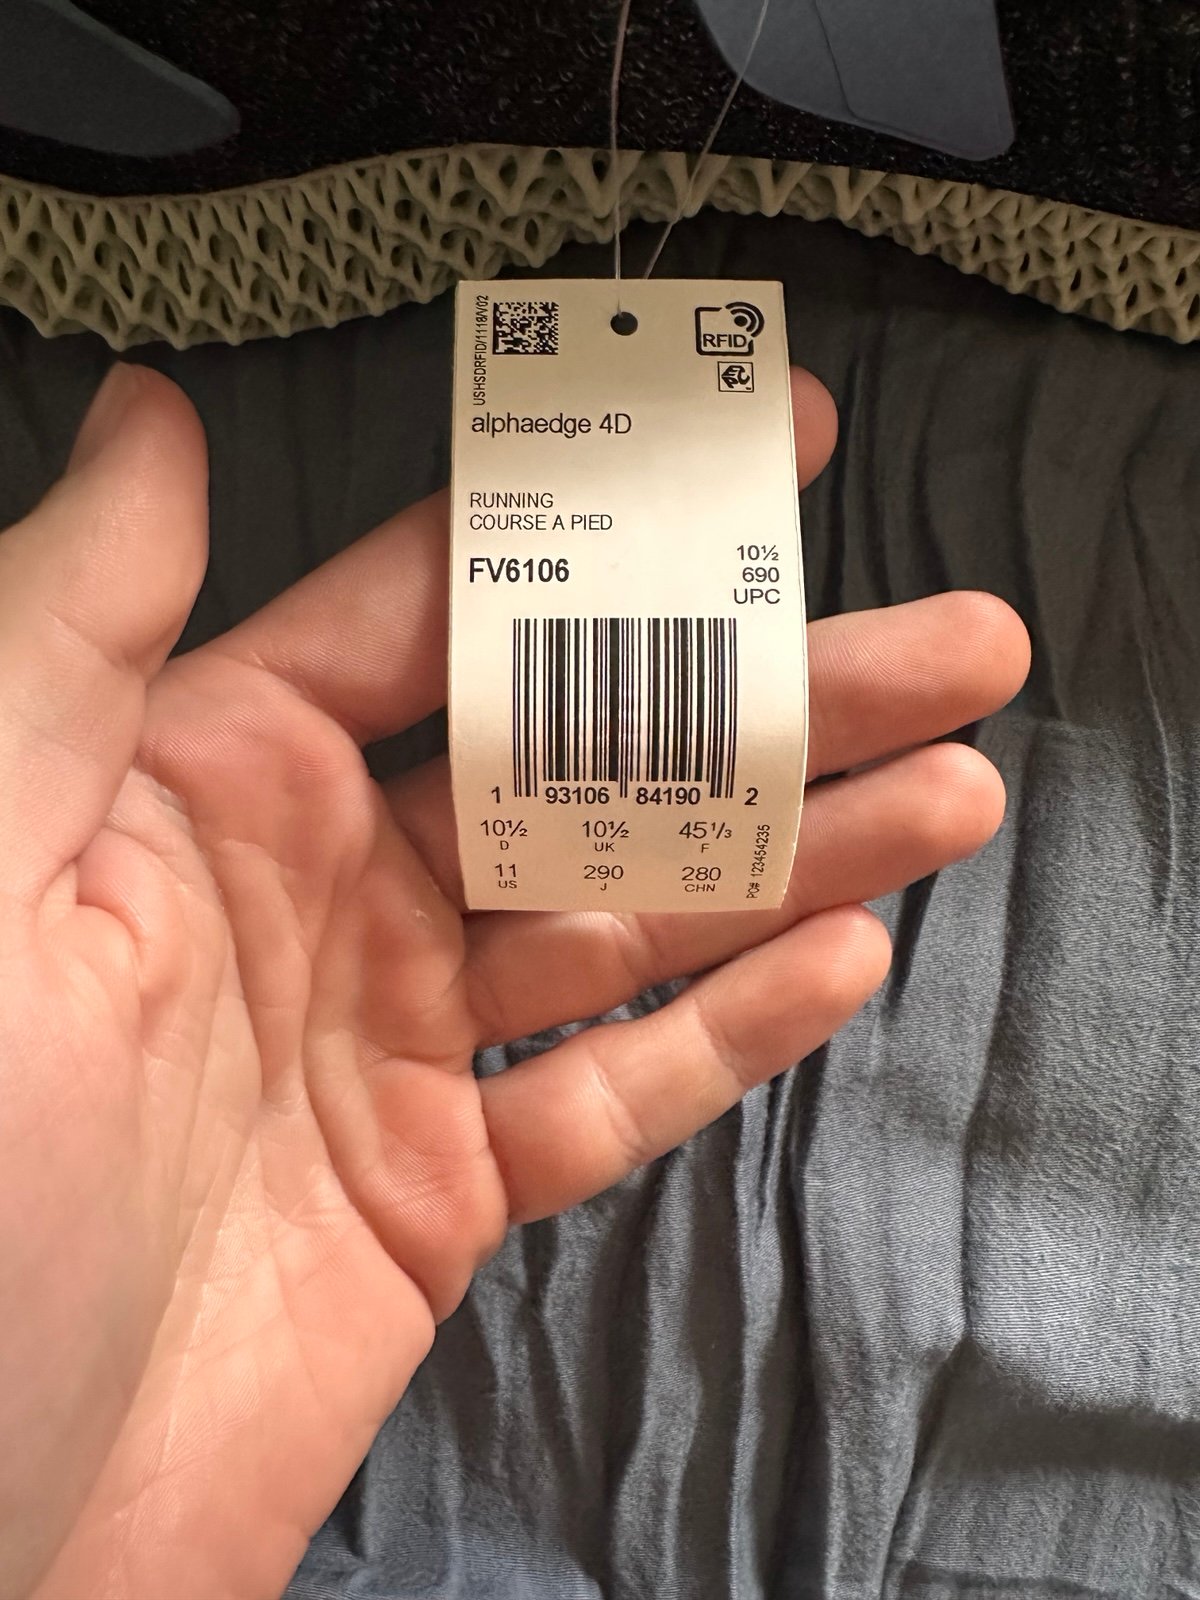 USHSDRFID/1118/V02
RFID
EPC
alphaedge 4D
RUNNING
COURSE A PIED
FV6106
10½
690
UPC
1 93106 84190 2
10½ 10½ 45⅓
D UK F
11 290 280
US J CHN
PO# 123454235